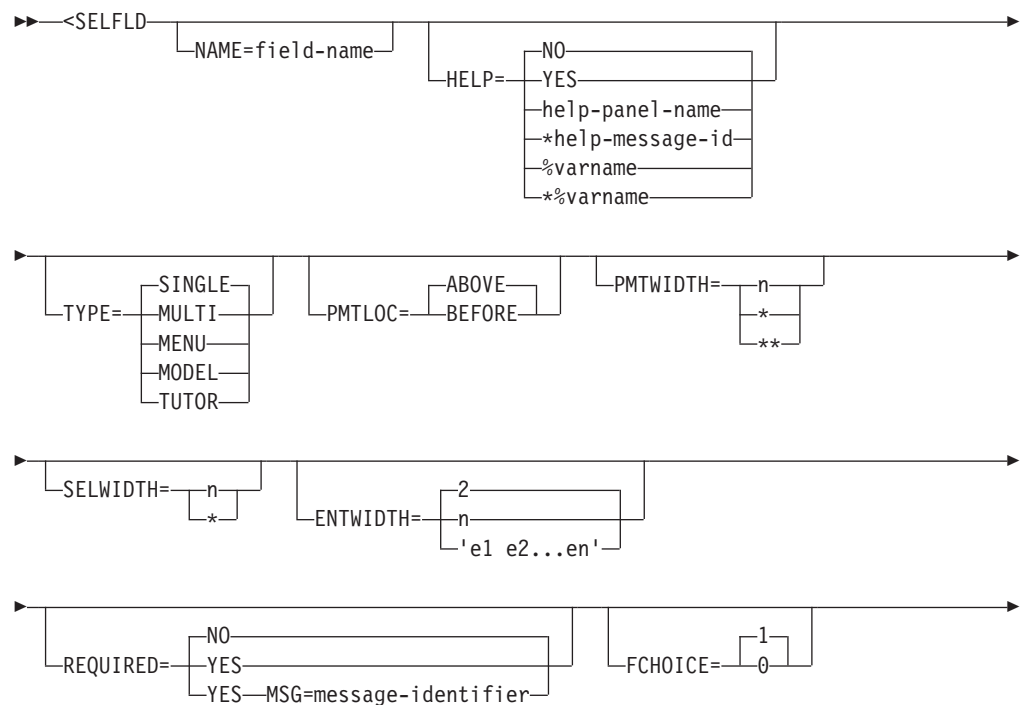 <SELFLD
NAME=field-name
HELP=
NO
YES
help-panel-name
*help-message-id
%varname
*%varname
TYPE=
SINGLE
MULTI
MENU
MODEL
TUTOR
PMTLOC=
ABOVE
BEFORE
PMTWIDTH=
n
*
**
SELWIDTH=
n
*
ENTWIDTH=
2
n
'e1 e2...en'
REQUIRED=
NO
YES
YES MSG=message-identifier
FCHOICE=
1
0